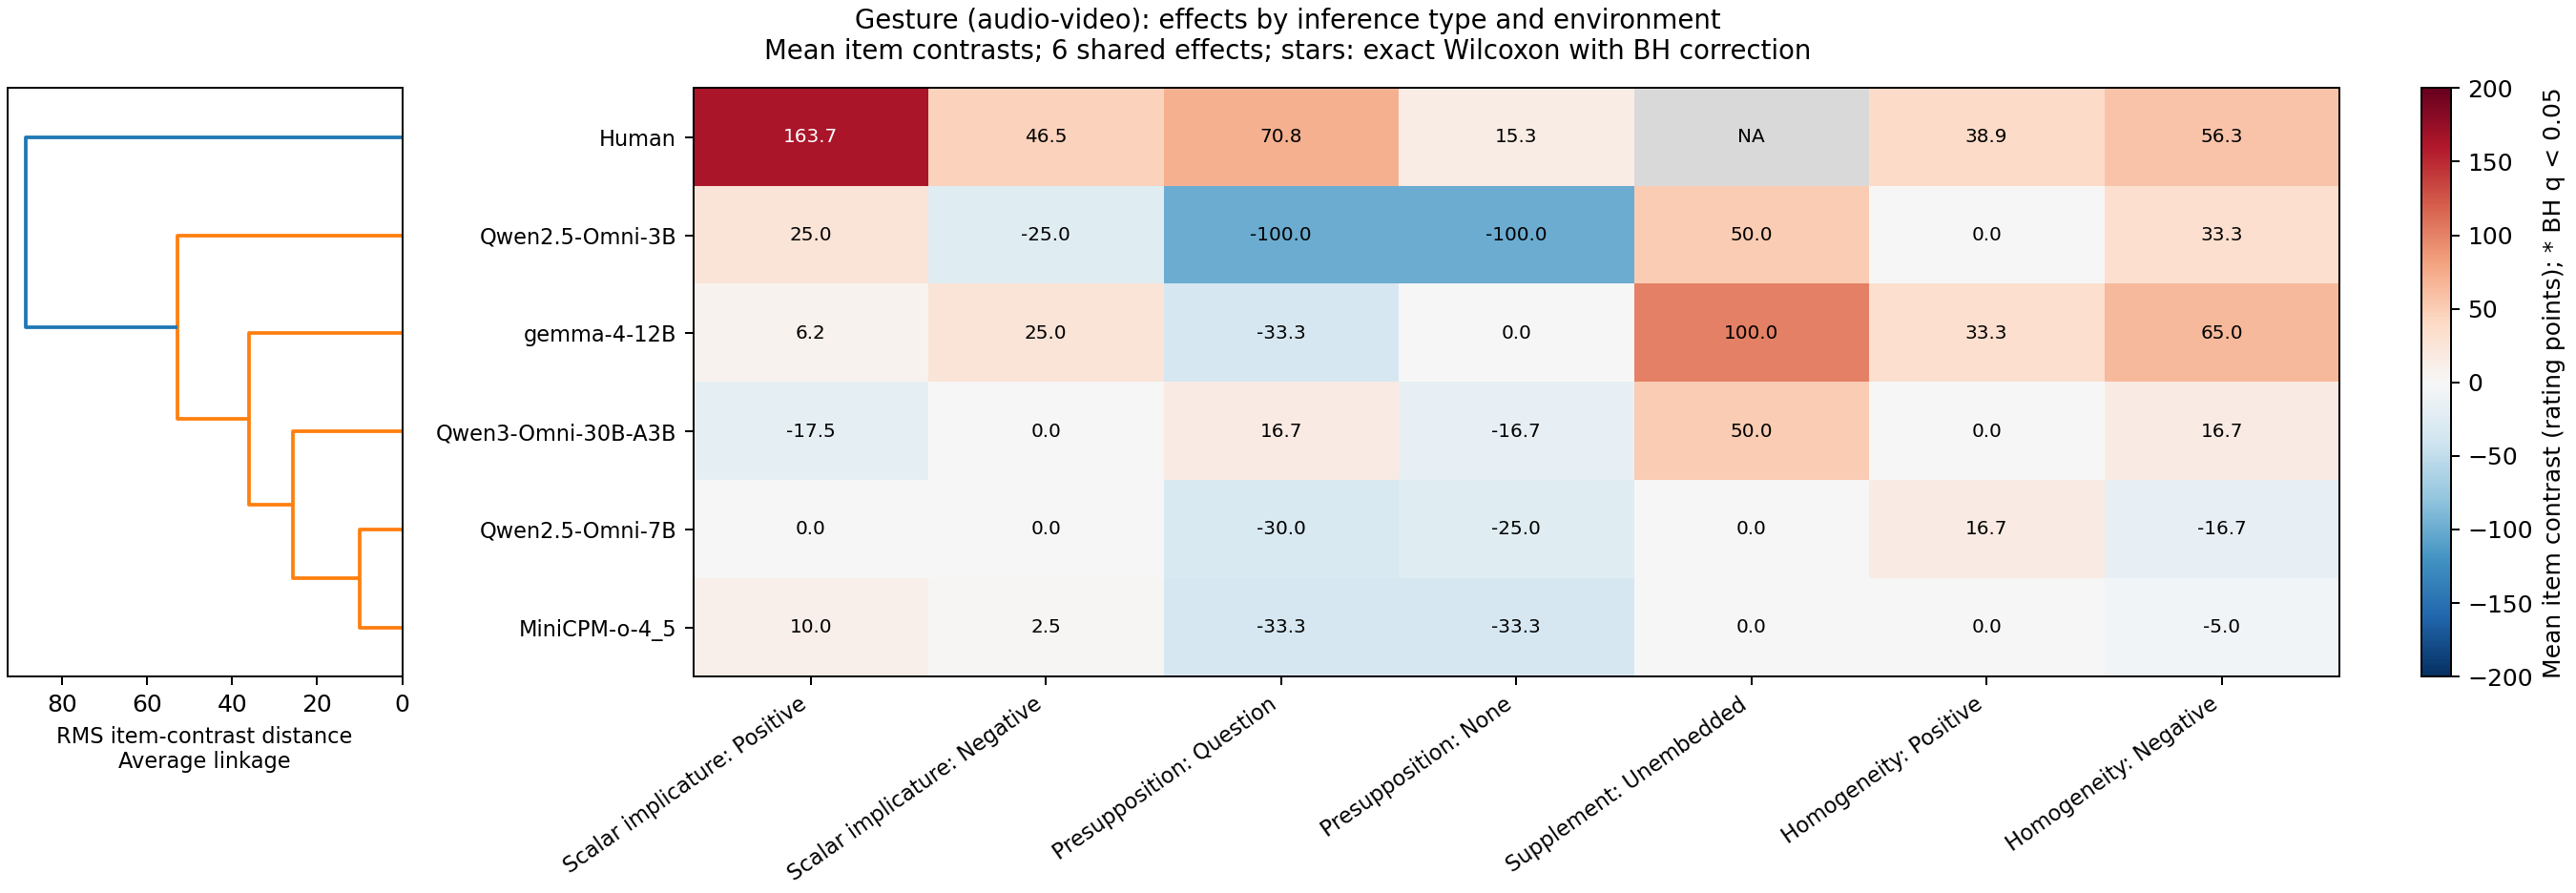 Gesture (audio-video): effects by inference type and environment
Mean item contrasts; 6 shared effects; stars: exact Wilcoxon with BH correction
Human 163.7 46.5 70.8 15.3 NA 38.9 56.3
Qwen2.5-Omni-3B 25.0 -25.0 -100.0 -100.0 50.0 0.0 33.3
gemma-4-12B 6.2 25.0 -33.3 0.0 100.0 33.3 65.0
Qwen3-Omni-30B-A3B -17.5 0.0 16.7 -16.7 50.0 0.0 16.7
Qwen2.5-Omni-7B 0.0 0.0 -30.0 -25.0 0.0 16.7 -16.7
MiniCPM-o-4_5 10.0 2.5 -33.3 -33.3 0.0 0.0 -5.0
80 60 40 20 0
RMS item-contrast distance
Average linkage
Scalar implicature: Positive
Scalar implicature: Negative
Presupposition: Question
Presupposition: None
Supplement: Unembedded
Homogeneity: Positive
Homogeneity: Negative
200
150
100
50
0
−50
−100
−150
−200
Mean item contrast (rating points); * BH q < 0.05